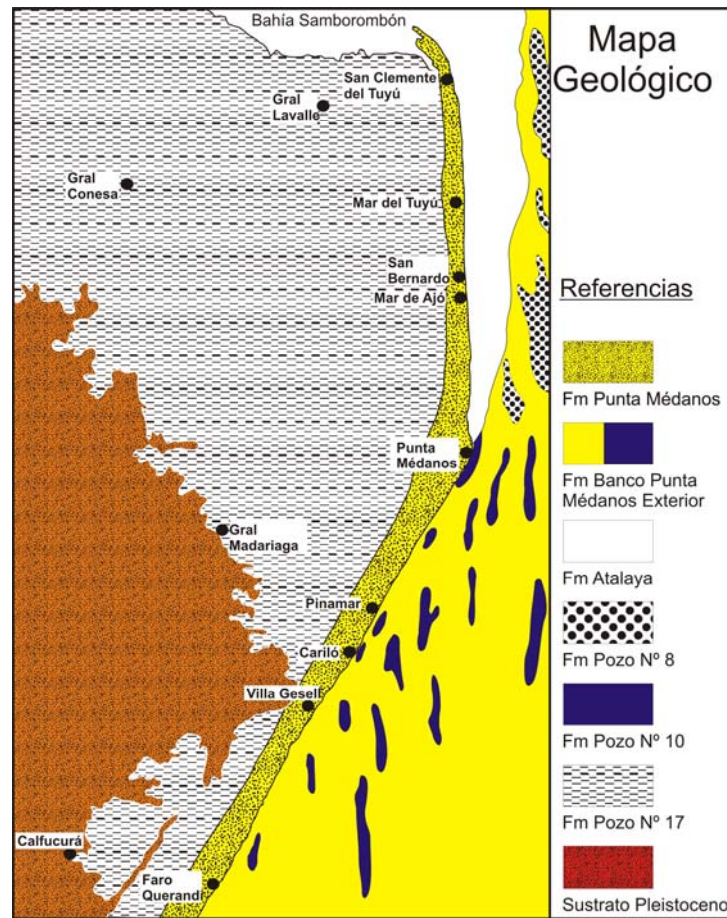 Bahía Samborombón
Mapa
Geológico
San Clemente
del Tuyú
Gral
Lavalle
Gral
Conesa
Mar del Tuyú
San
Bernardo
Mar de Ajó
Punta
Médanos
Gral
Madariaga
Pinamar
Cariló
Villa Gesell
Calfucurá
Faro
Querandí
Referencias
Fm Punta Médanos
Fm Banco Punta
Médanos Exterior
Fm Atalaya
Fm Pozo Nº 8
Fm Pozo Nº 10
Fm Pozo Nº 17
Sustrato Pleistoceno